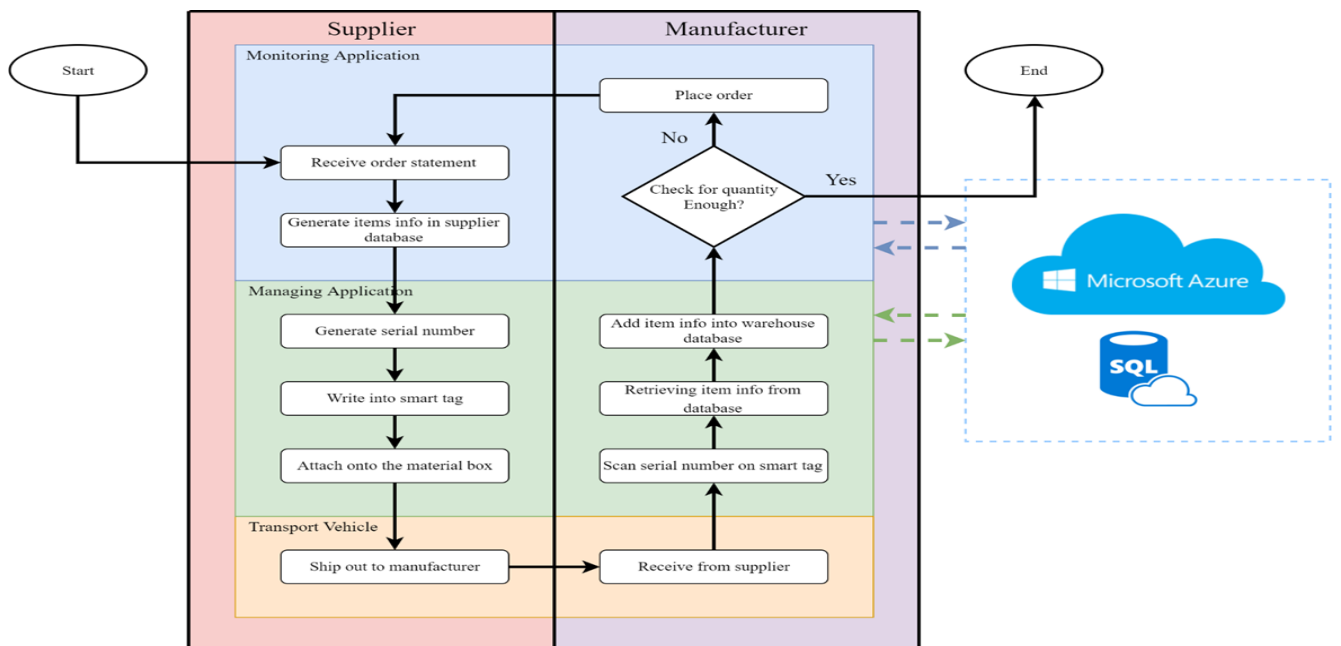 Supplier
Manufacturer
Monitoring Application
Start
End
Place order
No
Receive order statement
Check for quantity
Enough?
Yes
Generate items info in supplier
database
Microsoft Azure
SQL
Managing Application
Generate serial number
Add item info into warehouse
database
Write into smart tag
Retrieving item info from
database
Attach onto the material box
Scan serial number on smart tag
Transport Vehicle
Ship out to manufacturer
Receive from supplier